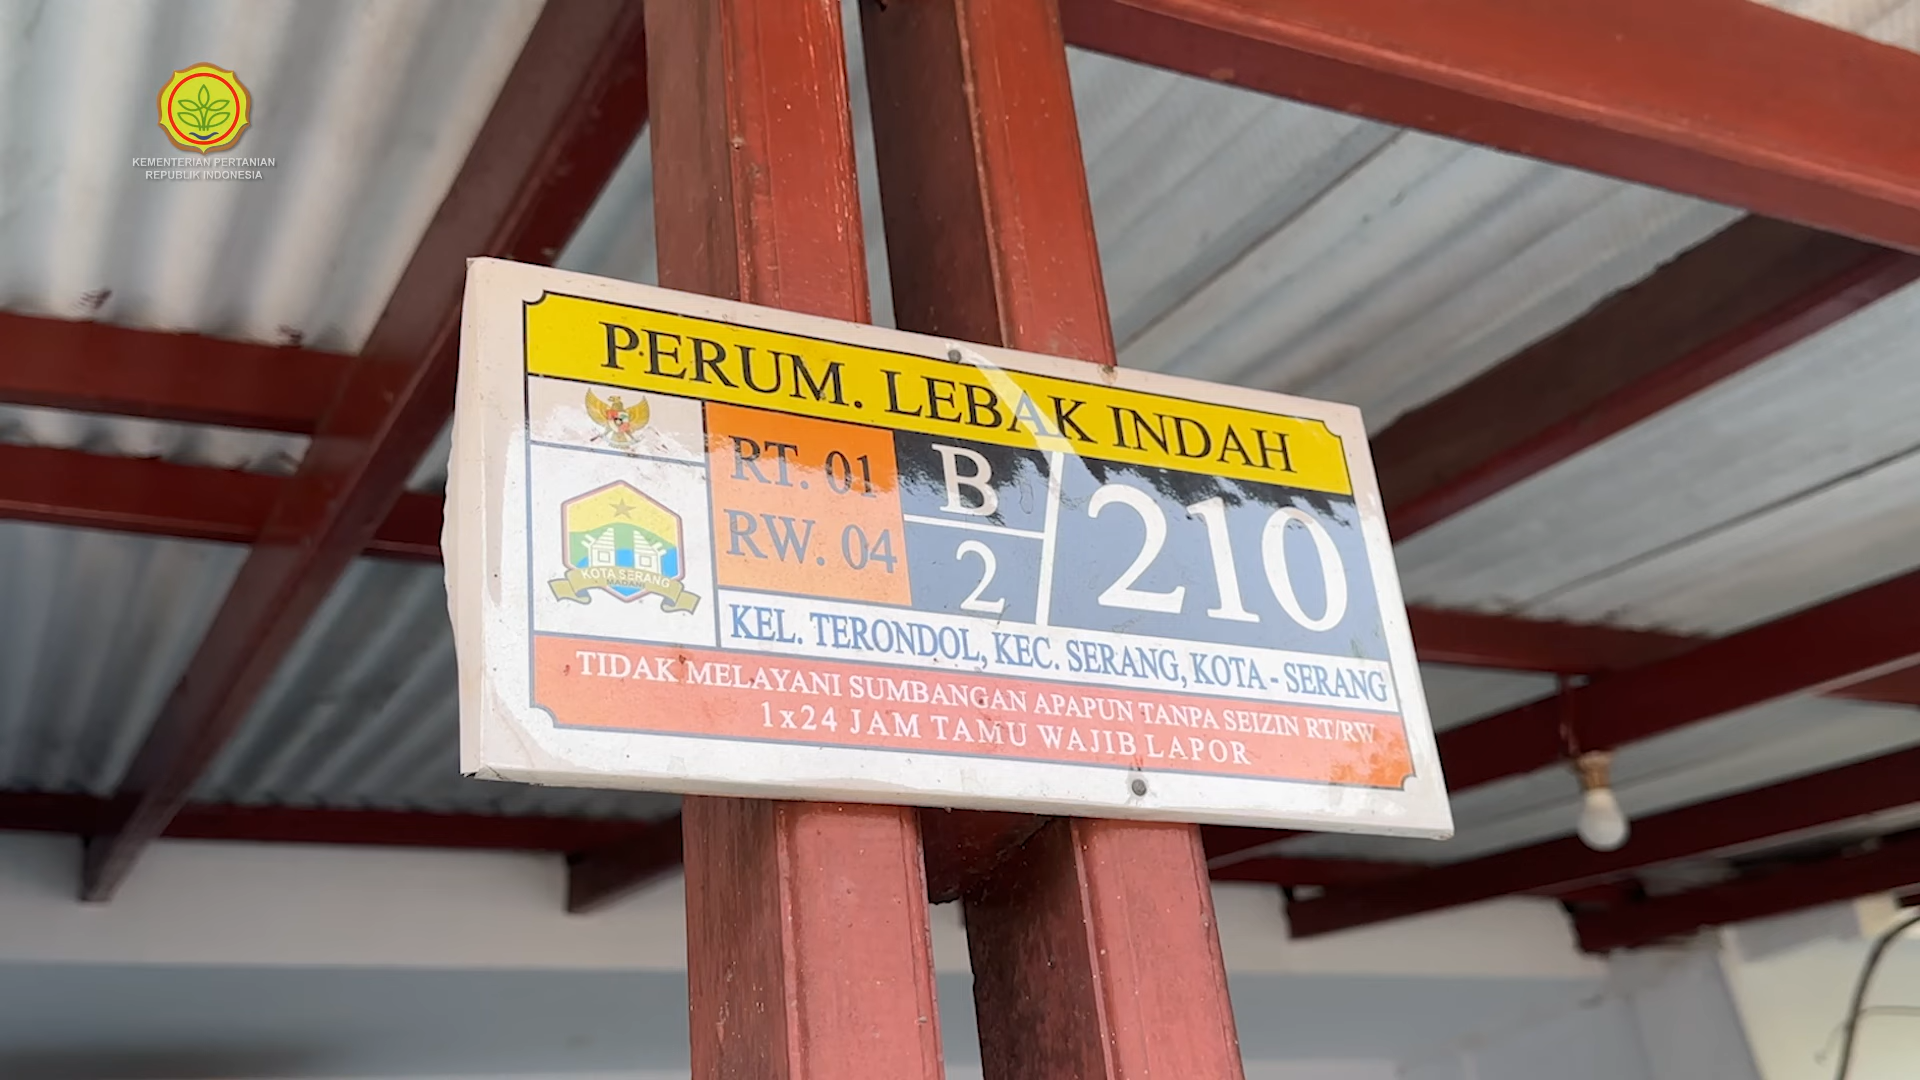 KEMENTERIAN PERTANIAN
REPUBLIK INDONESIA
PERUM. LEBAK INDAH
RT. 01
RW. 04
B
2
210
KOTA SERANG
MADANI
KEL. TERONDOL, KEC. SERANG, KOTA - SERANG
TIDAK MELAYANI SUMBANGAN APAPUN TANPA SEIZIN RT/RW
1x24 JAM TAMU WAJIB LAPOR